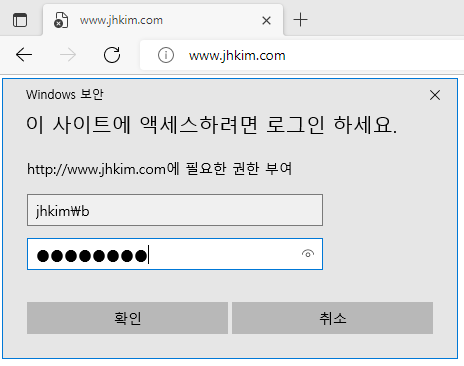 www.jhkim.com
www.jhkim.com
Windows 보안
이 사이트에 액세스하려면 로그인 하세요.
http://www.jhkim.com에 필요한 권한 부여
jhkim₩b
●●●●●●●●
확인
취소